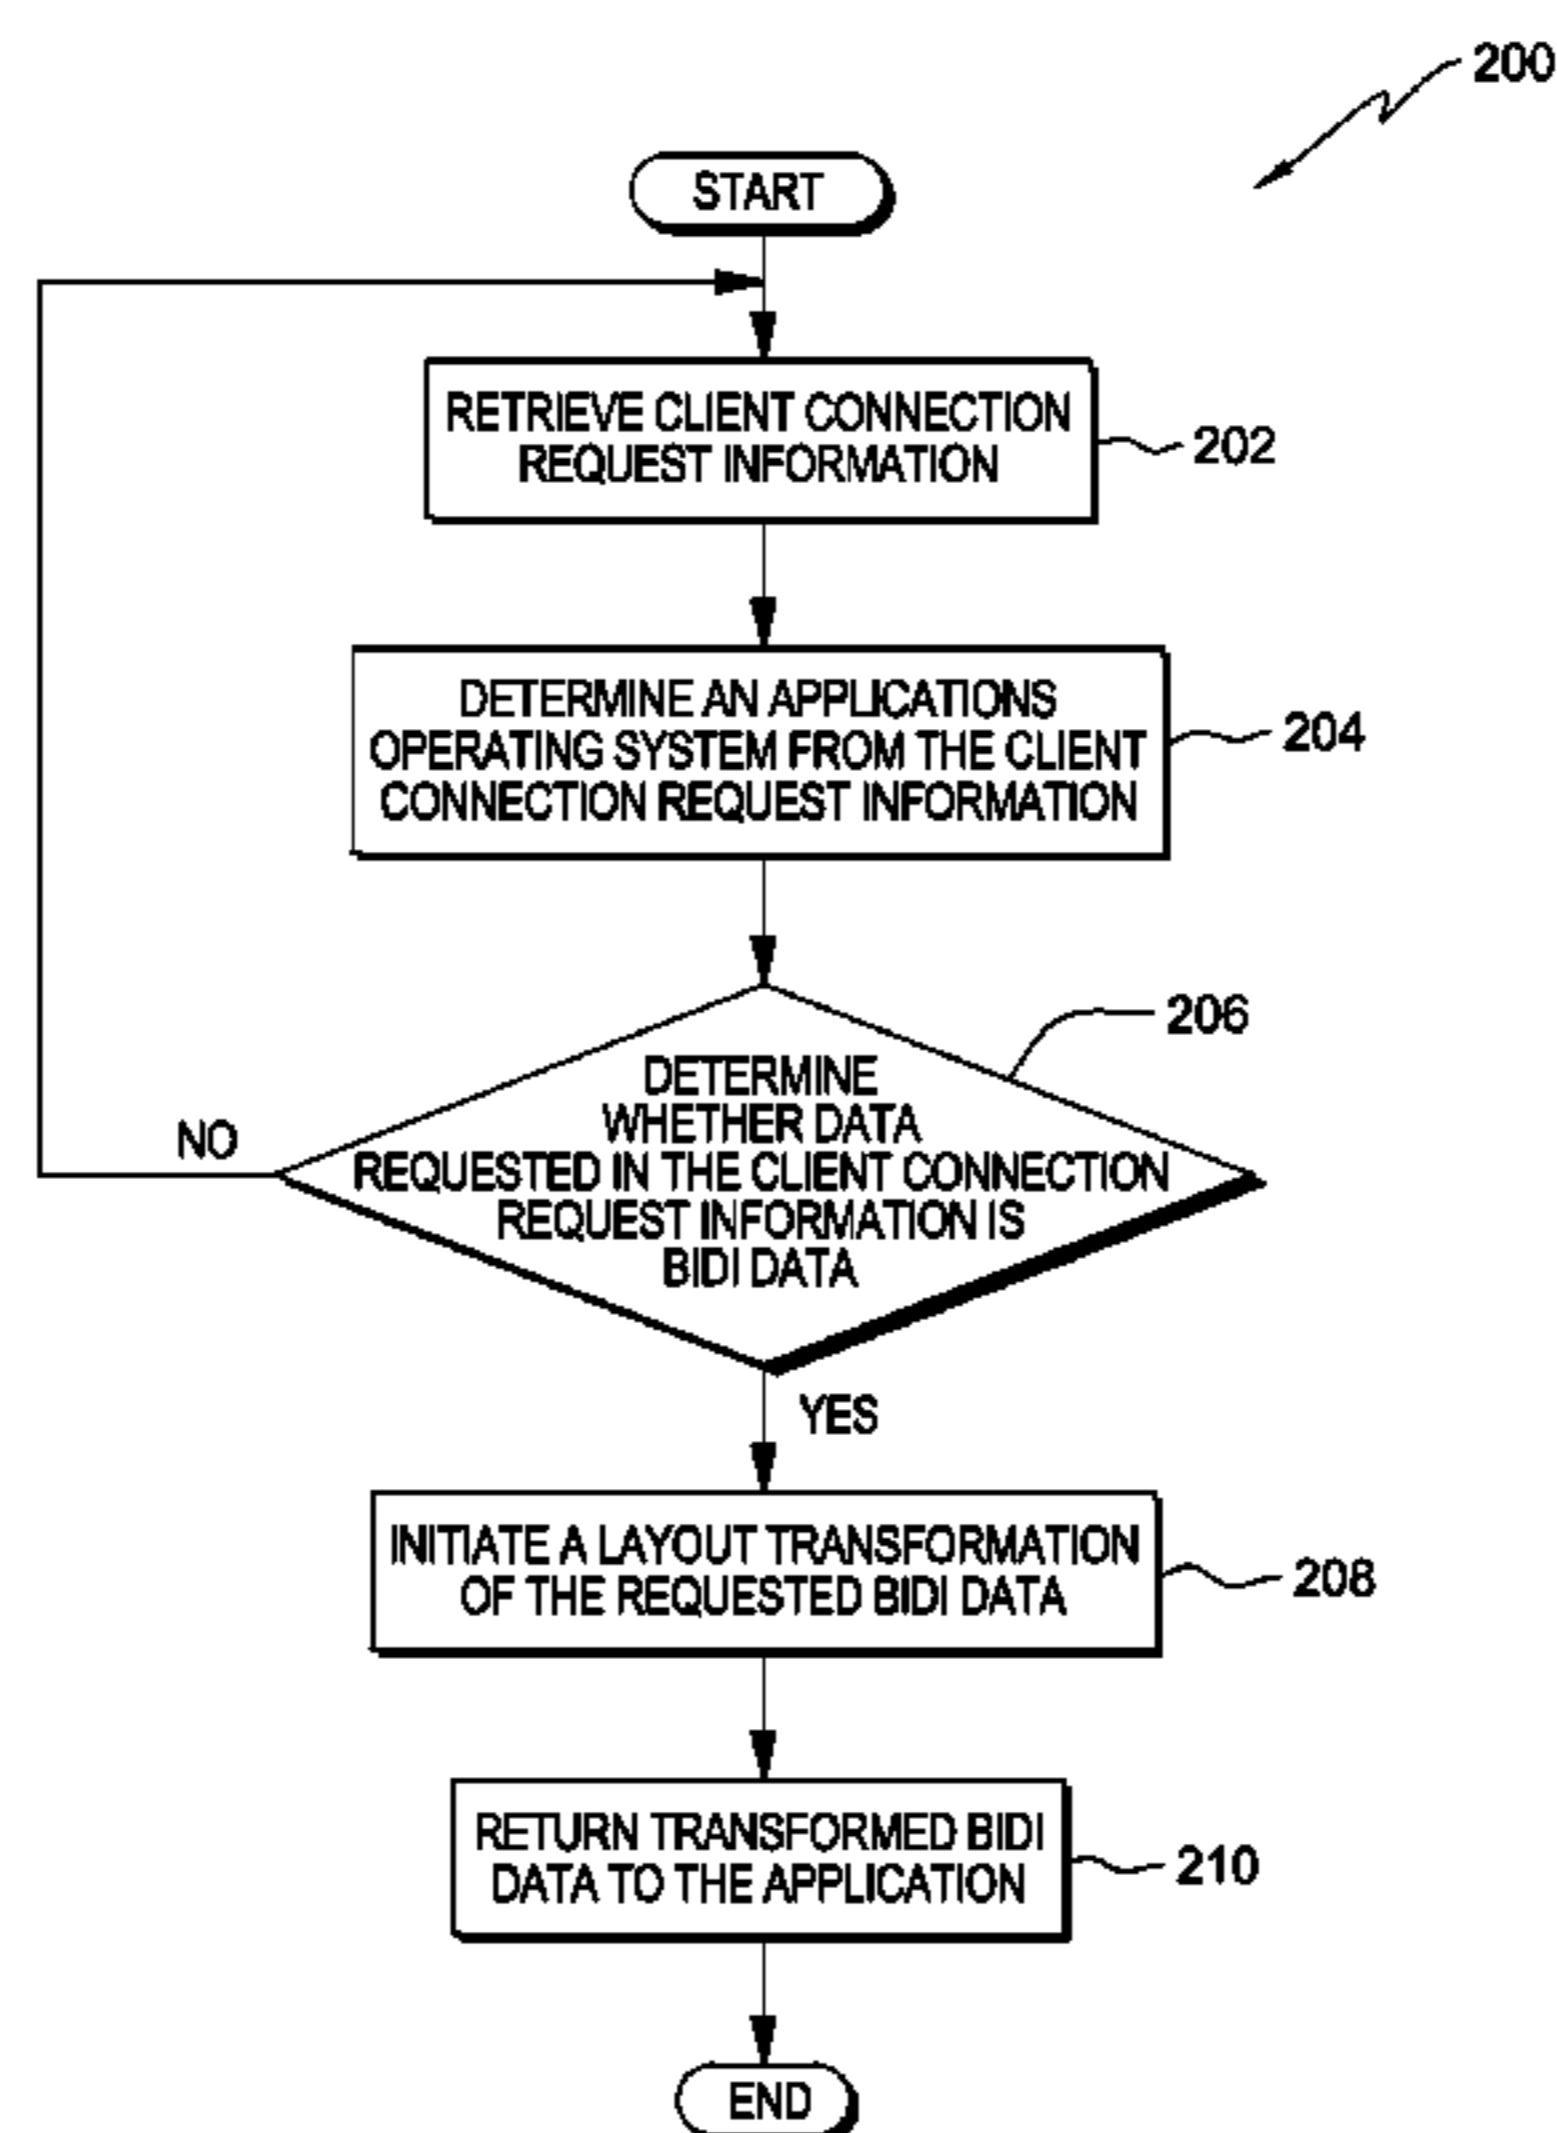 200
START
RETRIEVE CLIENT CONNECTION
REQUEST INFORMATION
202
DETERMINE AN APPLICATIONS
OPERATING SYSTEM FROM THE CLIENT
CONNECTION REQUEST INFORMATION
204
206
DETERMINE
WHETHER DATA
REQUESTED IN THE CLIENT CONNECTION
REQUEST INFORMATION IS
BIDI DATA
NO
YES
INITIATE A LAYOUT TRANSFORMATION
OF THE REQUESTED BIDI DATA
208
RETURN TRANSFORMED BIDI
DATA TO THE APPLICATION
210
END